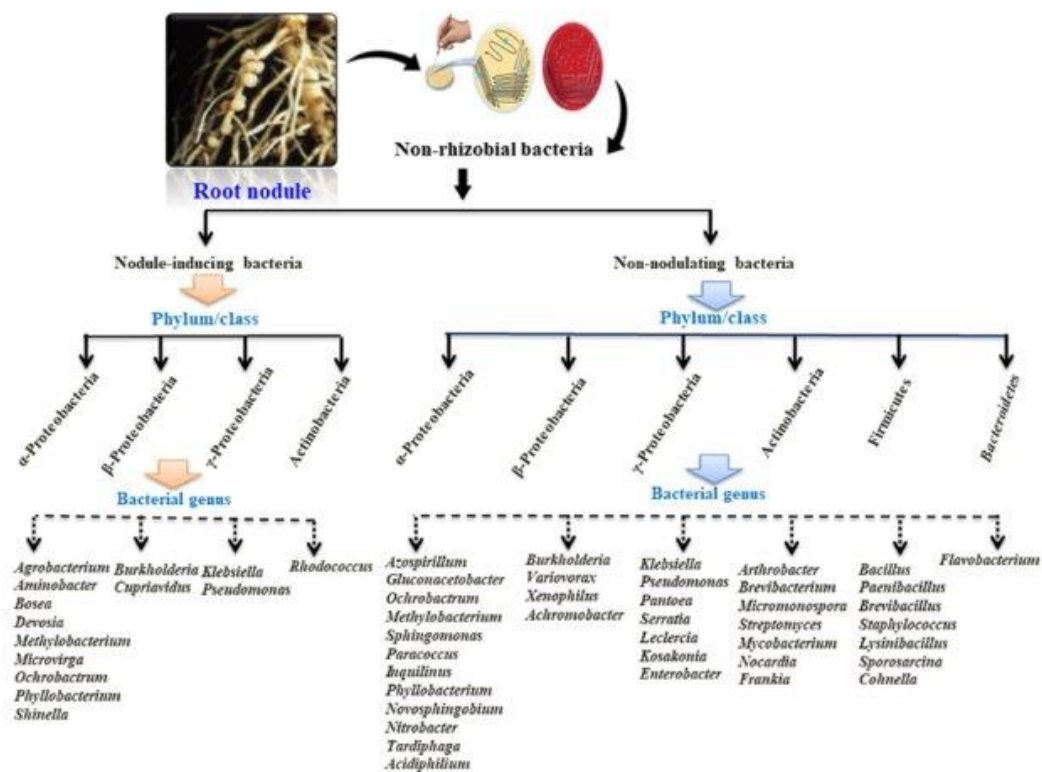 Root nodule
Non-rhizobial bacteria
Nodule-inducing bacteria
Non-nodulating bacteria
Phylum/class
Phylum/class
α-Proteobacteria
β-Proteobacteria
γ-Proteobacteria
Actinobacteria
α-Proteobacteria
β-Proteobacteria
γ-Proteobacteria
Actinobacteria
Firmicutes
Bacteroidetes
Bacterial genus
Bacterial genus
Agrobacterium
Aminobacter
Bosea
Devosia
Methylobacterium
Microvirga
Ochrobactrum
Phyllobacterium
Shinella
Burkholderia
Cupriavidus
Klebsiella
Pseudomonas
Rhodococcus
Azospirillum
Gluconacetobacter
Ochrobactrum
Methylobacterium
Sphingomonas
Paracoccus
Inquilinus
Phyllobacterium
Novosphingobium
Nitrobacter
Tardiphaga
Acidiphilium
Burkholderia
Variovorax
Xenophilus
Achromobacter
Klebsiella
Pseudomonas
Pantoea
Serratia
Leclercia
Kosakonia
Enterobacter
Arthrobacter
Brevibacterium
Micromonospora
Streptomyces
Mycobacterium
Nocardia
Frankia
Bacillus
Paenibacillus
Brevibacillus
Staphylococcus
Lysinibacillus
Sporosarcina
Cohnella
Flavobacterium